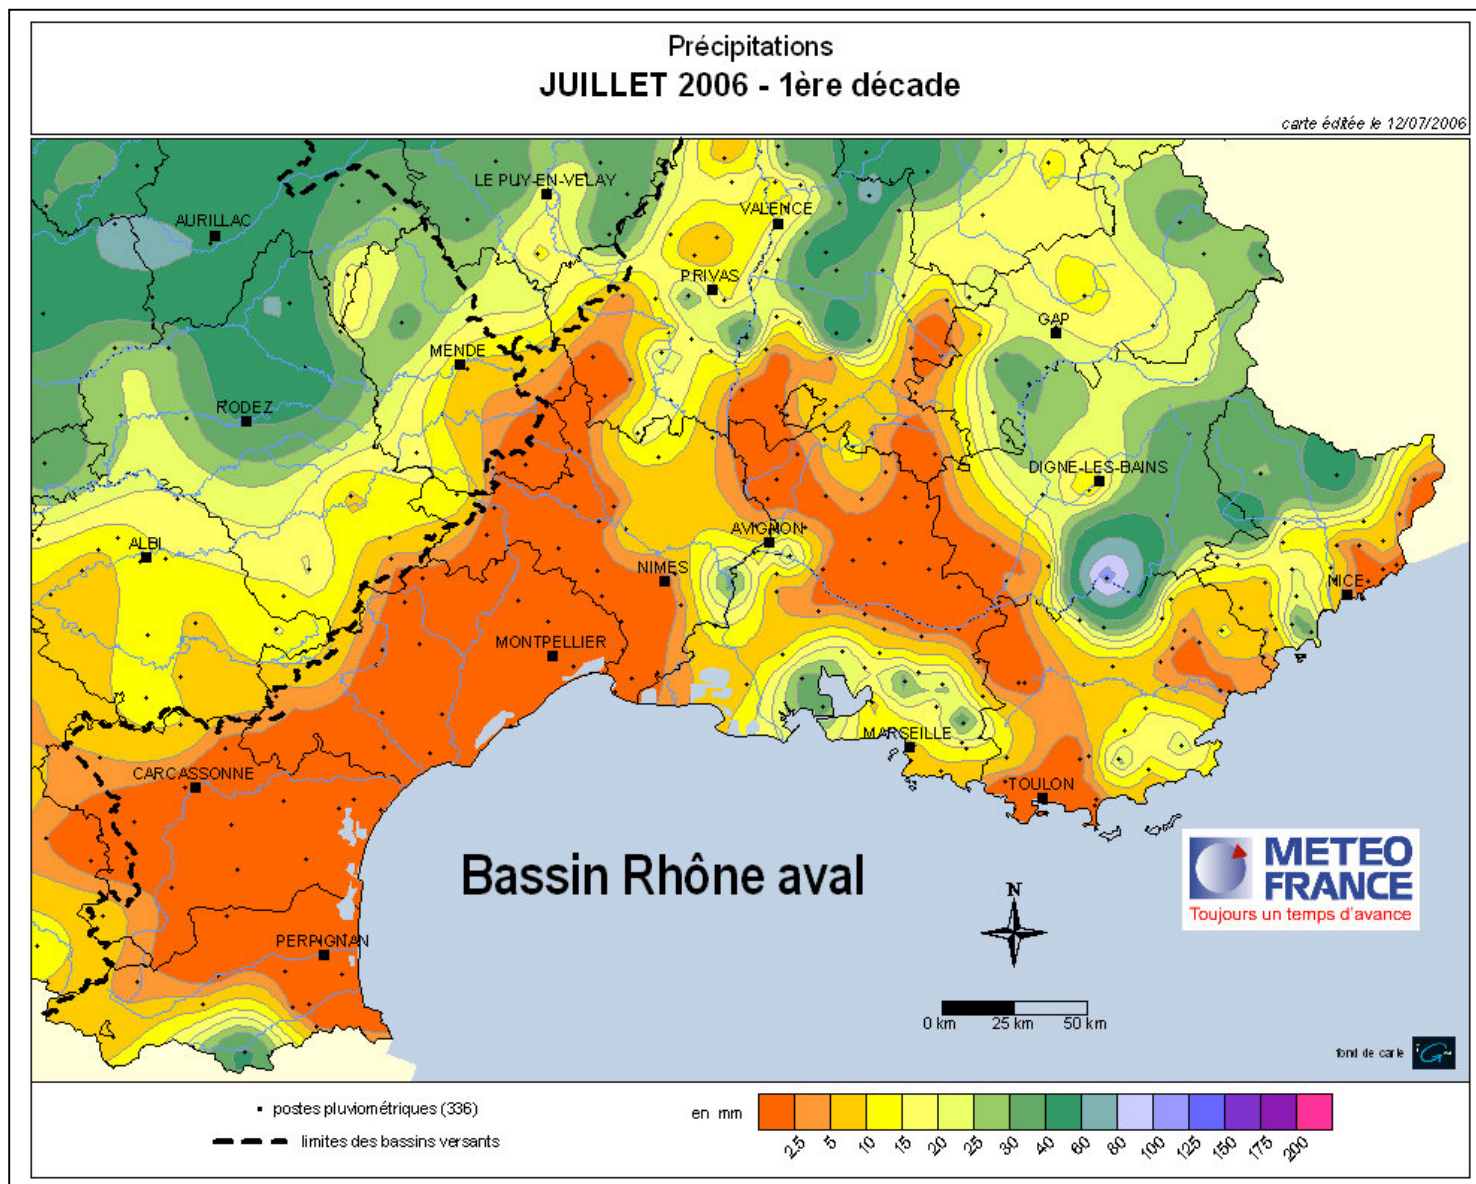 Précipitations
JUILLET 2006 - 1ère décade
carte éditée le 12/07/2006
LE PUY-EN-VELAY
AURILLAC
VALENCE
PRIVAS
GAP
MENDE
RODEZ
DIGNE-LES-BAINS
AVIGNON
ALBI
NIMES
NICE
MONTPELLIER
MARSEILLE
CARCASSONNE
TOULON
Bassin Rhône aval
METEO
FRANCE
Toujours un temps d'avance
N
PERPIGNAN
0 km 25 km 50 km
fond de carte
postes pluviométriques (336)
en mm
limites des bassins versants
2,5 5 10 15 20 25 30 40 60 80 100 125 150 175 200